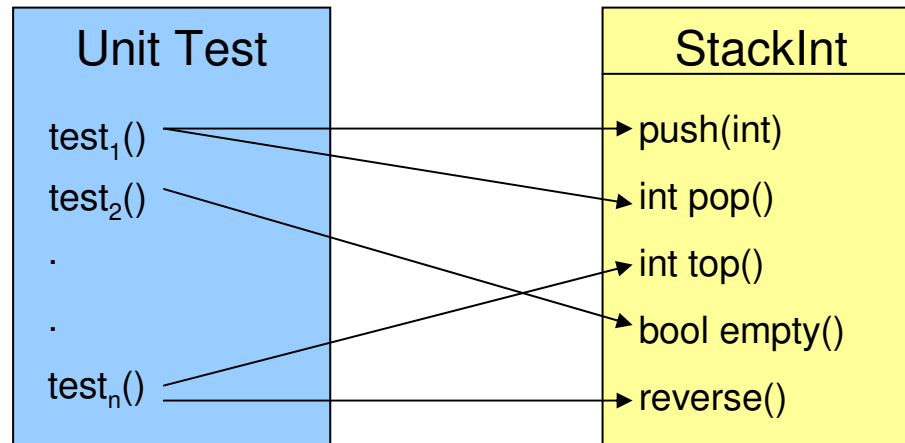 Unit Test
test₁()
test₂()
.
.
testₙ()
StackInt
push(int)
int pop()
int top()
bool empty()
reverse()